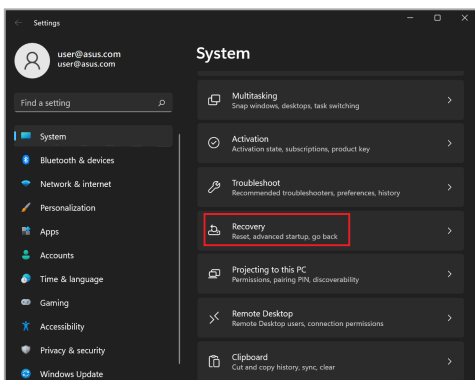 Settings
user@asus.com
user@asus.com
Find a setting
System
Bluetooth & devices
Network & internet
Personalization
Apps
Accounts
Time & language
Gaming
Accessibility
Privacy & security
Windows Update
System
Multitasking
Snap windows, desktops, task switching
Activation
Activation state, subscriptions, product key
Troubleshoot
Recommended troubleshooters, preferences, history
Recovery
Reset, advanced startup, go back
Projecting to this PC
Permissions, pairing PIN, discoverability
Remote Desktop
Remote Desktop users, connection permissions
Clipboard
Cut and copy history, sync, clear